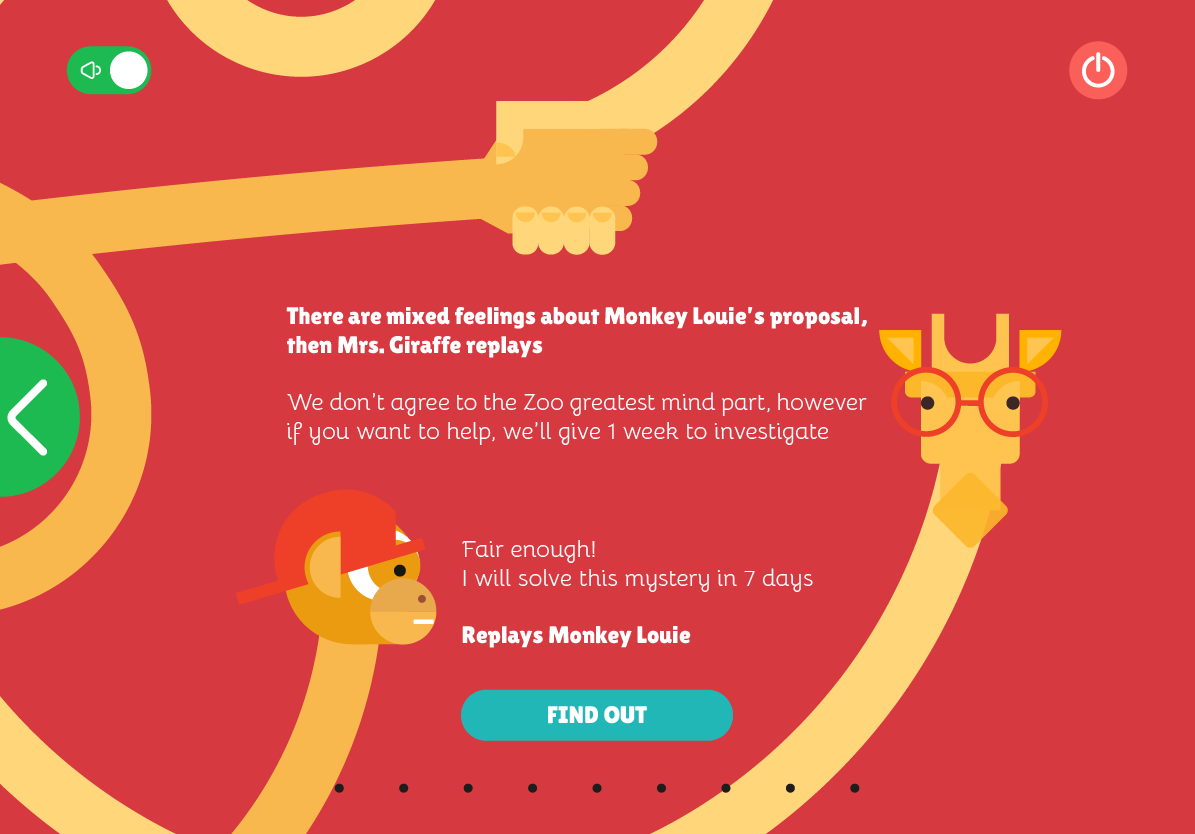 There are mixed feelings about Monkey Louie's proposal,
then Mrs. Giraffe replays
We don't agree to the Zoo greatest mind part, however
if you want to help, we'll give 1 week to investigate
Fair enough!
I will solve this mystery in 7 days
Replays Monkey Louie
FIND OUT